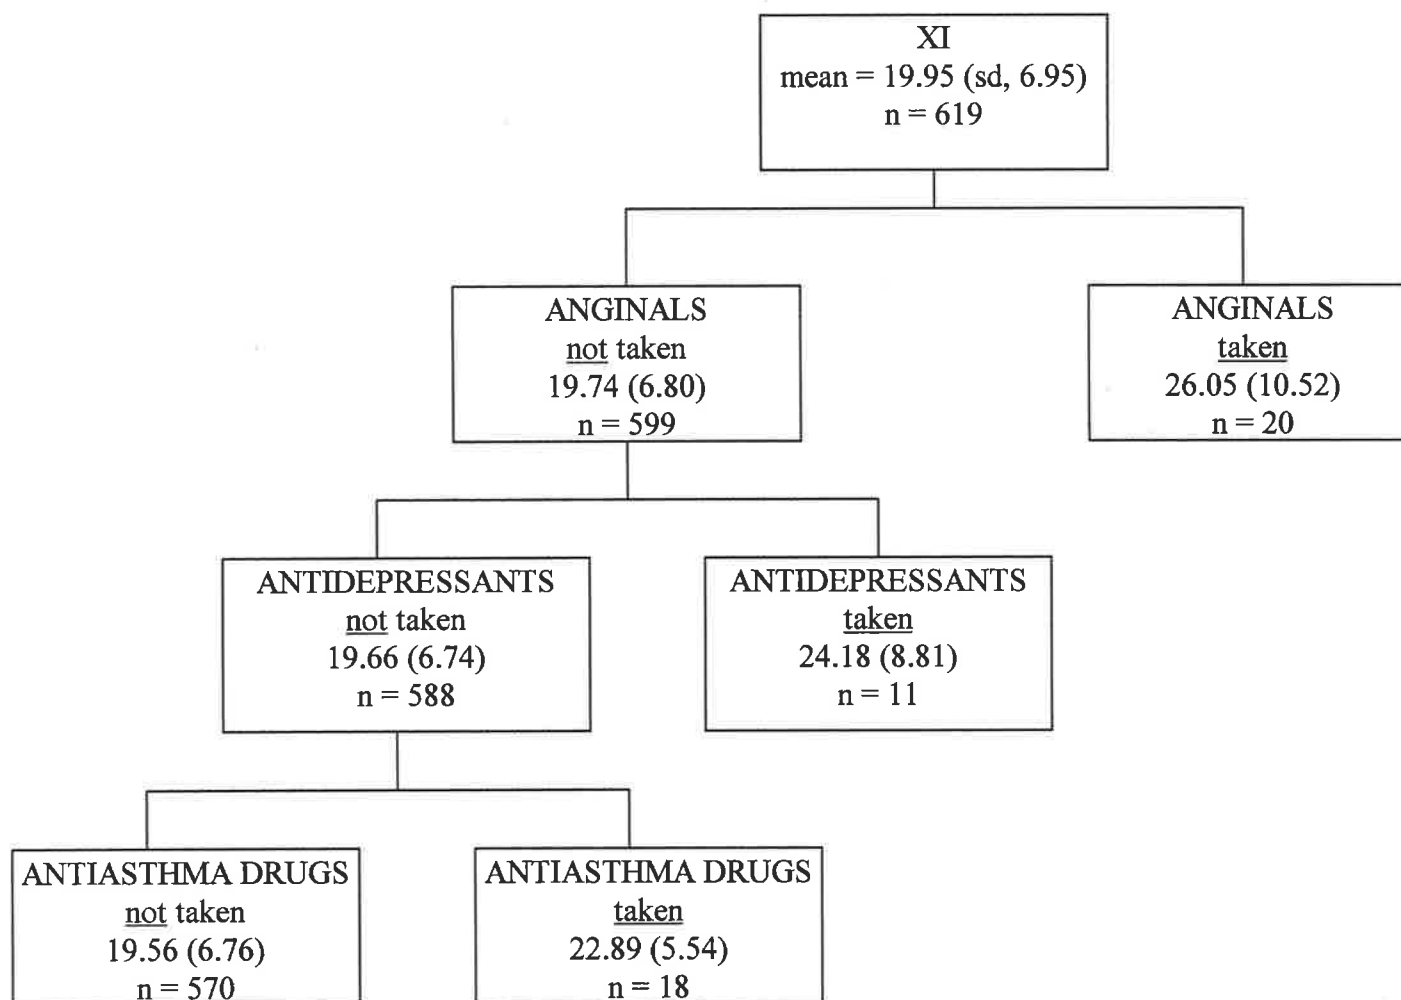 XI
mean = 19.95 (sd, 6.95)
n = 619
ANGINALS
not taken
19.74 (6.80)
n = 599
ANGINALS
taken
26.05 (10.52)
n = 20
ANTIDEPRESSANTS
not taken
19.66 (6.74)
n = 588
ANTIDEPRESSANTS
taken
24.18 (8.81)
n = 11
ANTIASTHMA DRUGS
not taken
19.56 (6.76)
n = 570
ANTIASTHMA DRUGS
taken
22.89 (5.54)
n = 18